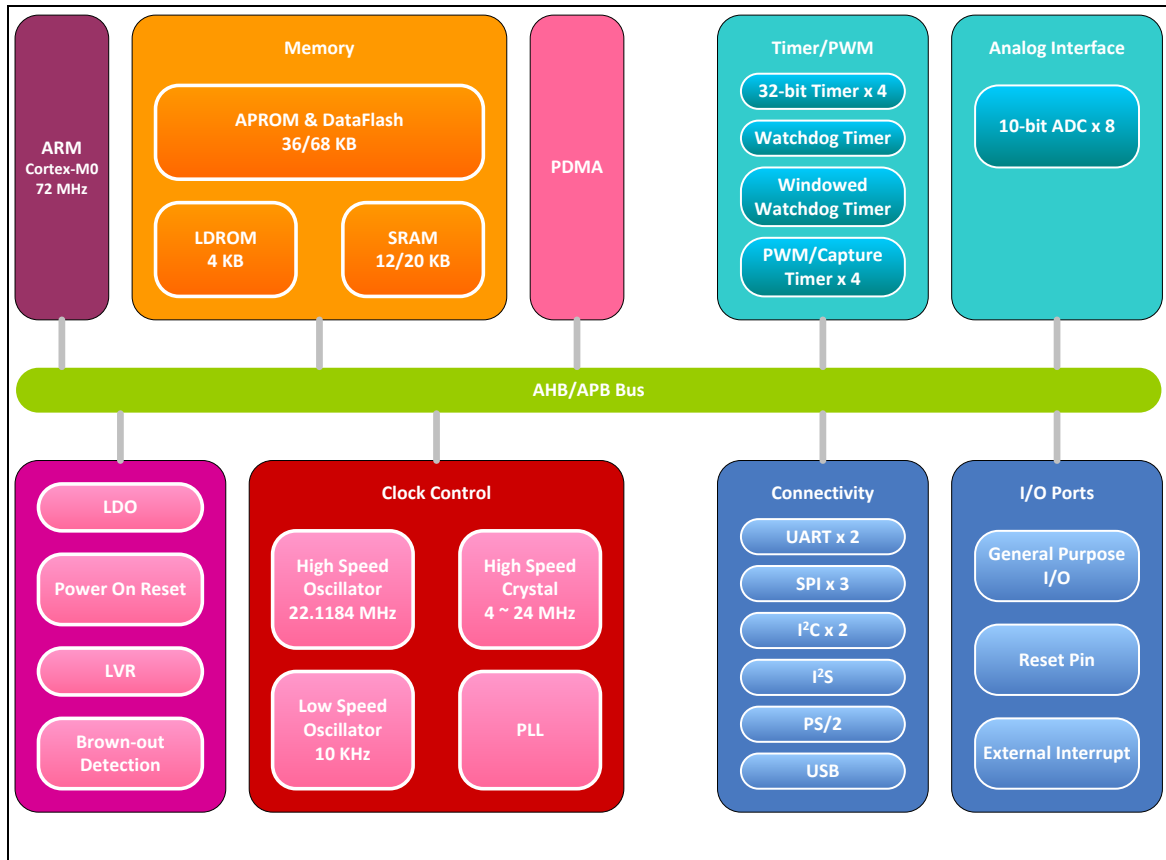 ARM
Cortex-M0
72 MHz
Memory
APROM & DataFlash
36/68 KB
LDROM
4 KB
SRAM
12/20 KB
PDMA
Timer/PWM
32-bit Timer x 4
Watchdog Timer
Windowed
Watchdog Timer
PWM/Capture
Timer x 4
Analog Interface
10-bit ADC x 8
AHB/APB Bus
LDO
Power On Reset
LVR
Brown-out
Detection
Clock Control
High Speed
Oscillator
22.1184 MHz
High Speed
Crystal
4 ~ 24 MHz
Low Speed
Oscillator
10 KHz
PLL
Connectivity
UART x 2
SPI x 3
I²C x 2
I²S
PS/2
USB
I/O Ports
General Purpose
I/O
Reset Pin
External Interrupt